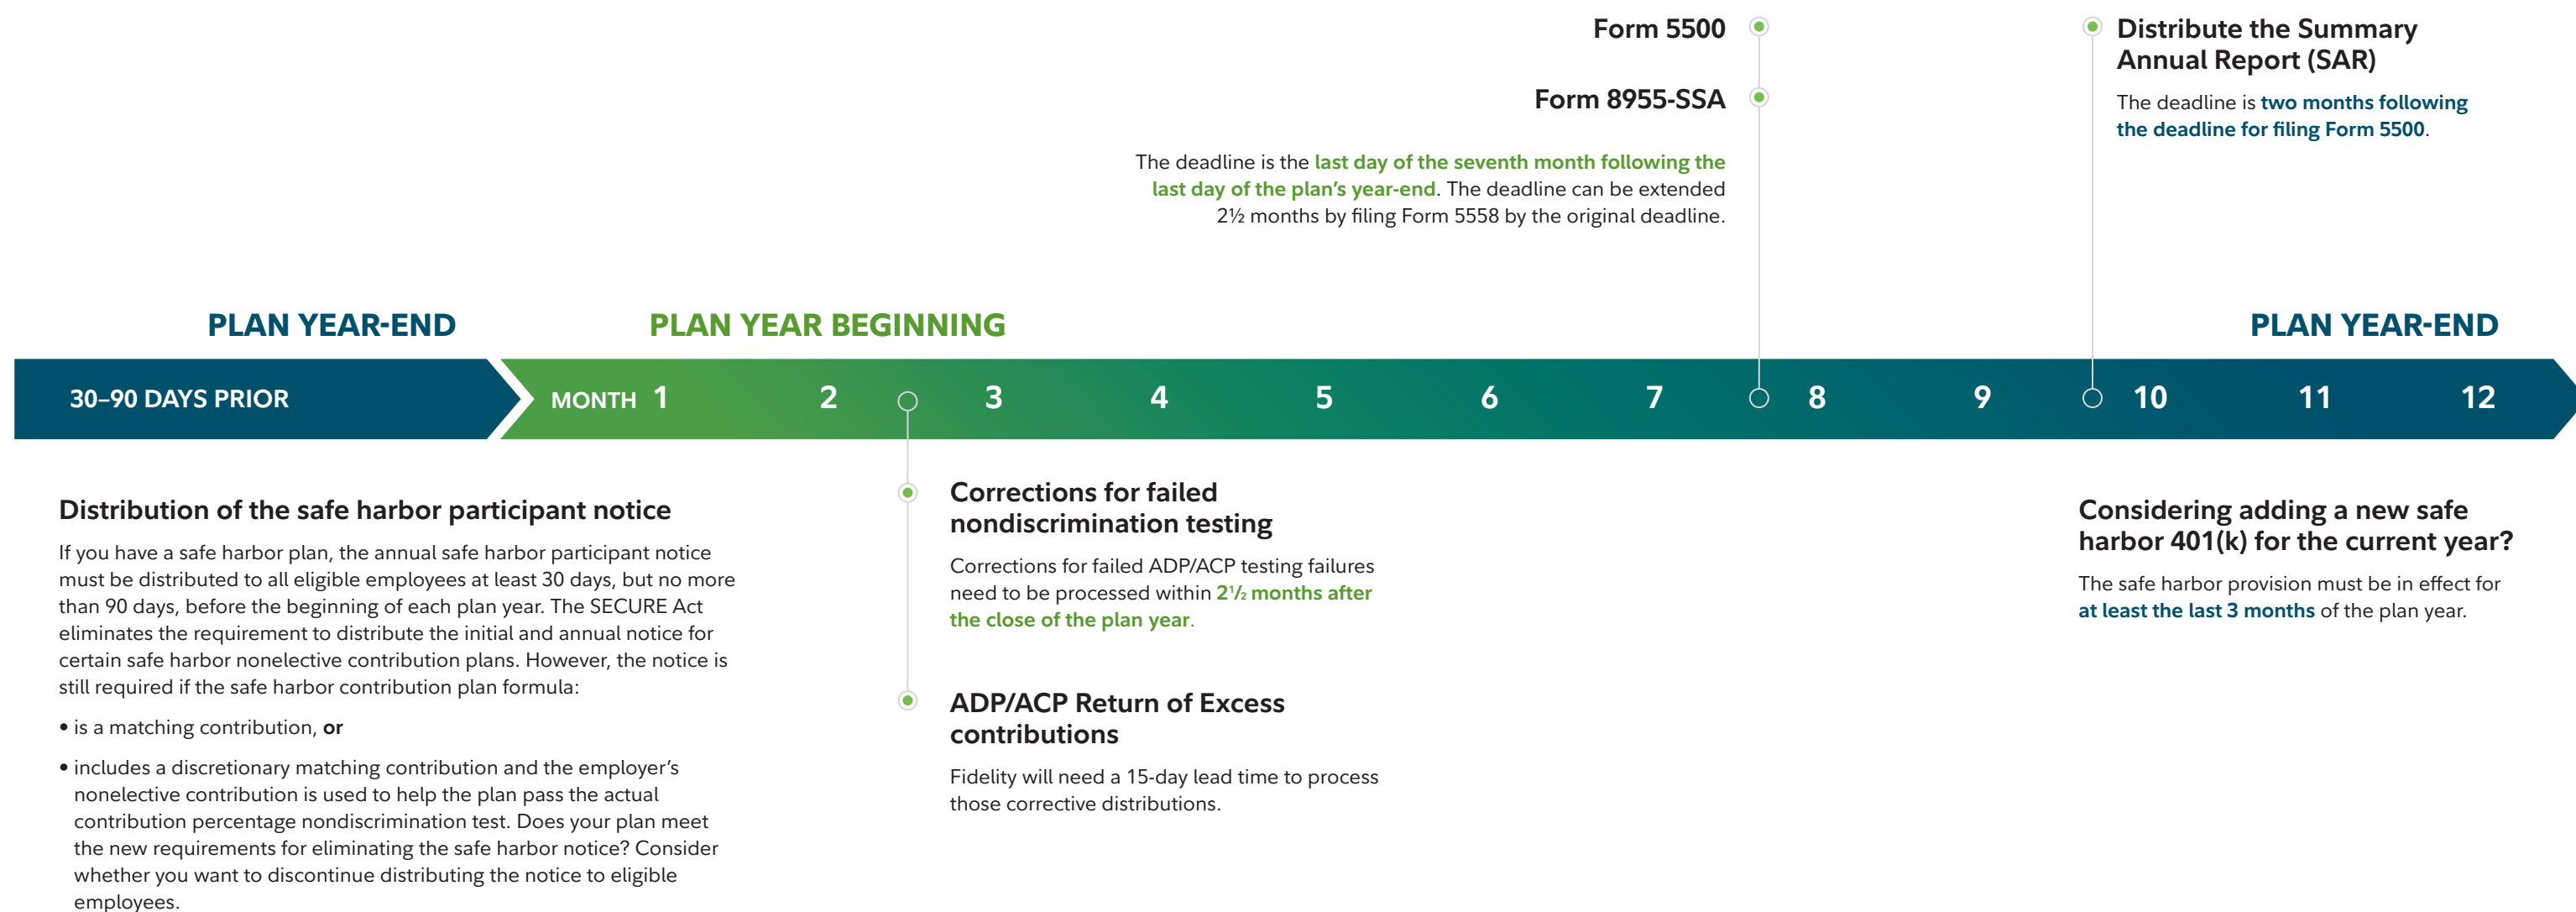 Form 5500
Form 8955-SSA
The deadline is the last day of the seventh month following the
last day of the plan’s year-end. The deadline can be extended
2½ months by filing Form 5558 by the original deadline.
Distribute the Summary
Annual Report (SAR)
The deadline is two months following
the deadline for filing Form 5500.
PLAN YEAR-END
PLAN YEAR BEGINNING
PLAN YEAR-END
30–90 DAYS PRIOR
MONTH 1 2 3 4 5 6 7 8 9 10 11 12
Distribution of the safe harbor participant notice
If you have a safe harbor plan, the annual safe harbor participant notice
must be distributed to all eligible employees at least 30 days, but no more
than 90 days, before the beginning of each plan year. The SECURE Act
eliminates the requirement to distribute the initial and annual notice for
certain safe harbor nonelective contribution plans. However, the notice is
still required if the safe harbor contribution plan formula:
• is a matching contribution, or
• includes a discretionary matching contribution and the employer’s
nonelective contribution is used to help the plan pass the actual
contribution percentage nondiscrimination test. Does your plan meet
the new requirements for eliminating the safe harbor notice? Consider
whether you want to discontinue distributing the notice to eligible
employees.
Corrections for failed
nondiscrimination testing
Corrections for failed ADP/ACP testing failures
need to be processed within 2½ months after
the close of the plan year.
ADP/ACP Return of Excess
contributions
Fidelity will need a 15-day lead time to process
those corrective distributions.
Considering adding a new safe
harbor 401(k) for the current year?
The safe harbor provision must be in effect for
at least the last 3 months of the plan year.